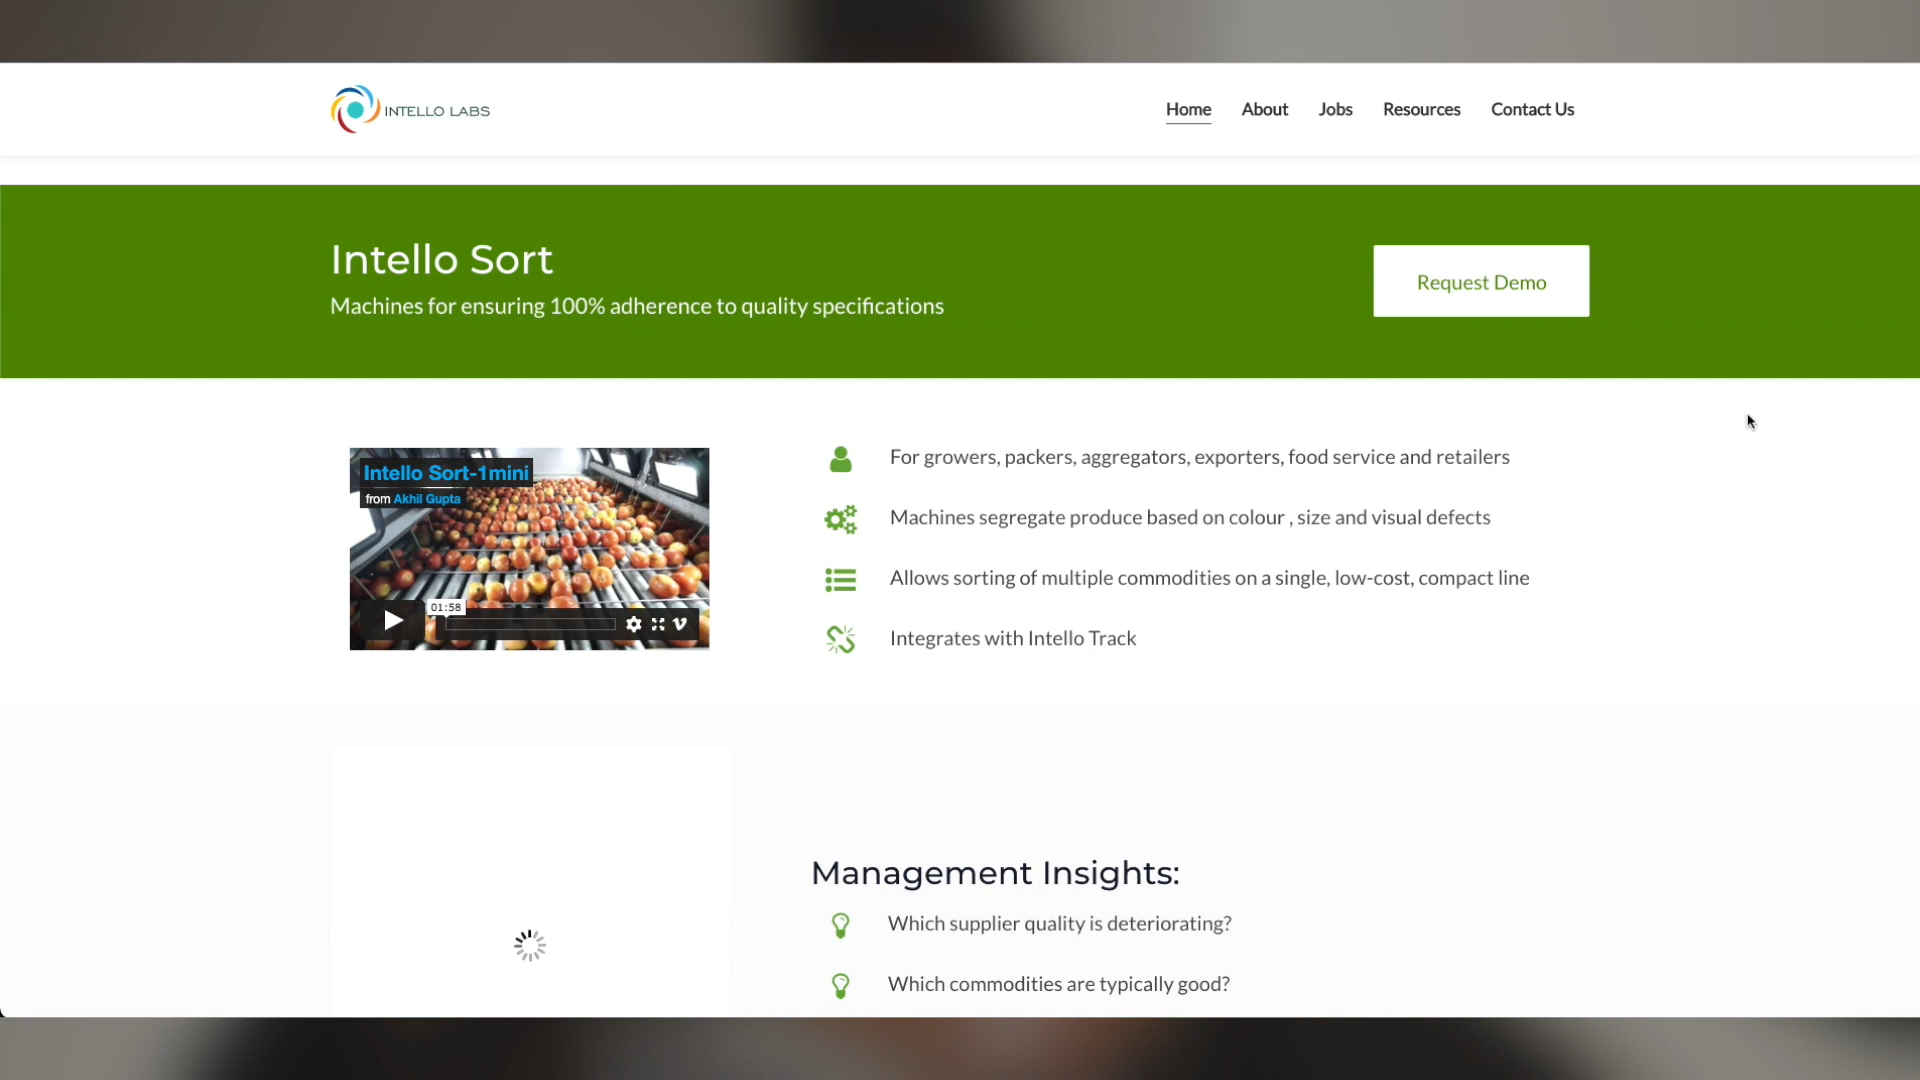 INTELLO LABS
Home
About
Jobs
Resources
Contact Us
Intello Sort
Machines for ensuring 100% adherence to quality specifications
Request Demo
Intello Sort-1mini
from Akhil Gupta
01:58
For growers, packers, aggregators, exporters, food service and retailers
Machines segregate produce based on colour , size and visual defects
Allows sorting of multiple commodities on a single, low-cost, compact line
Integrates with Intello Track
Management Insights:
Which supplier quality is deteriorating?
Which commodities are typically good?